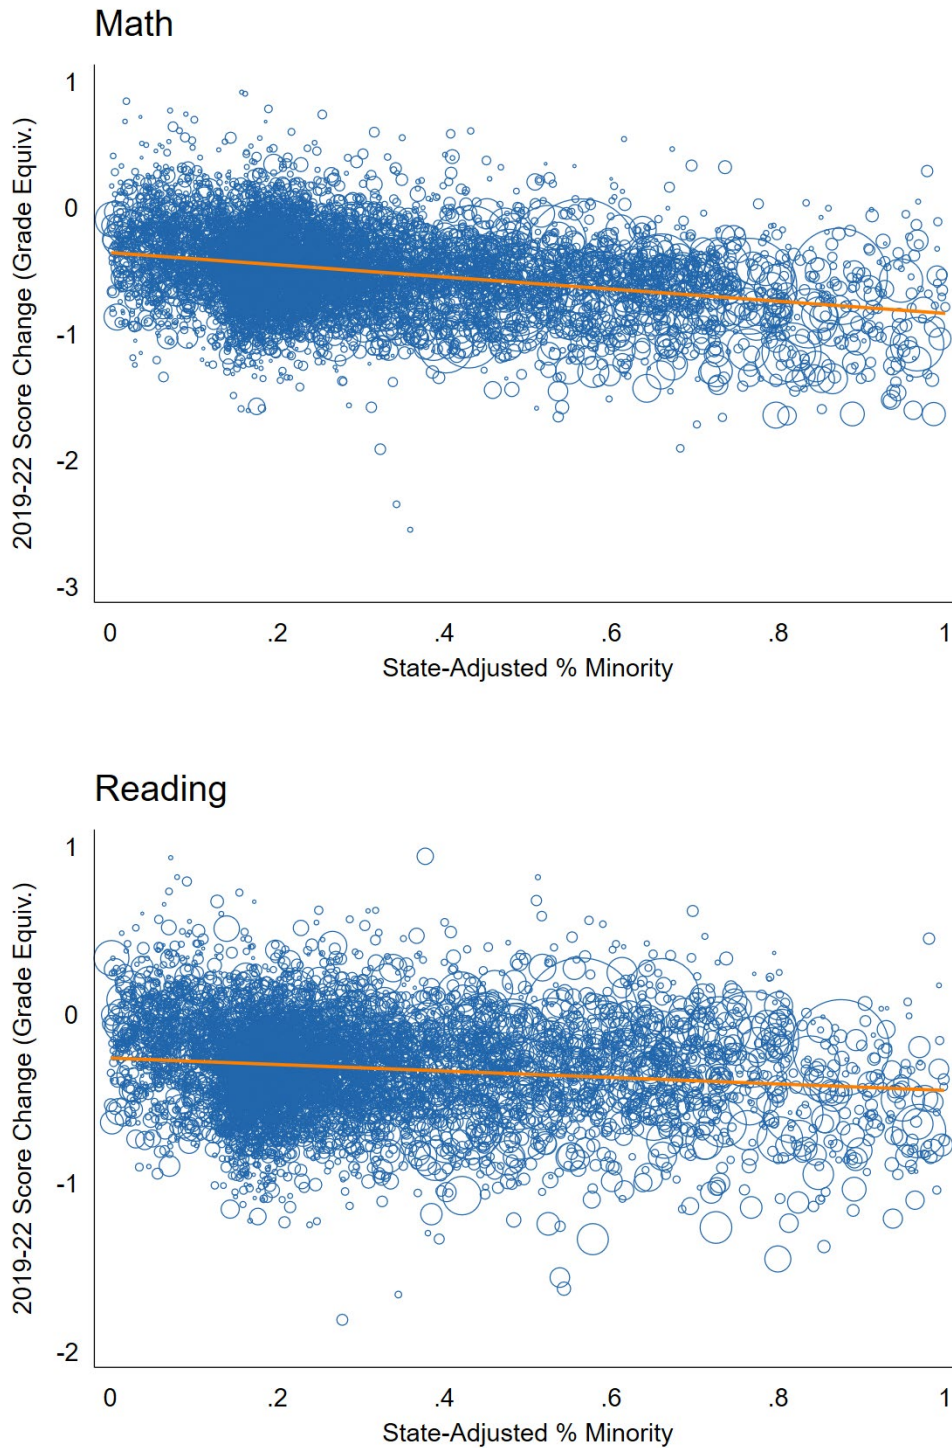 Math
1
0
-1
-2
-3
2019-22 Score Change (Grade Equiv.)
0 .2 .4 .6 .8 1
State-Adjusted % Minority
Reading
1
0
-1
-2
2019-22 Score Change (Grade Equiv.)
0 .2 .4 .6 .8 1
State-Adjusted % Minority